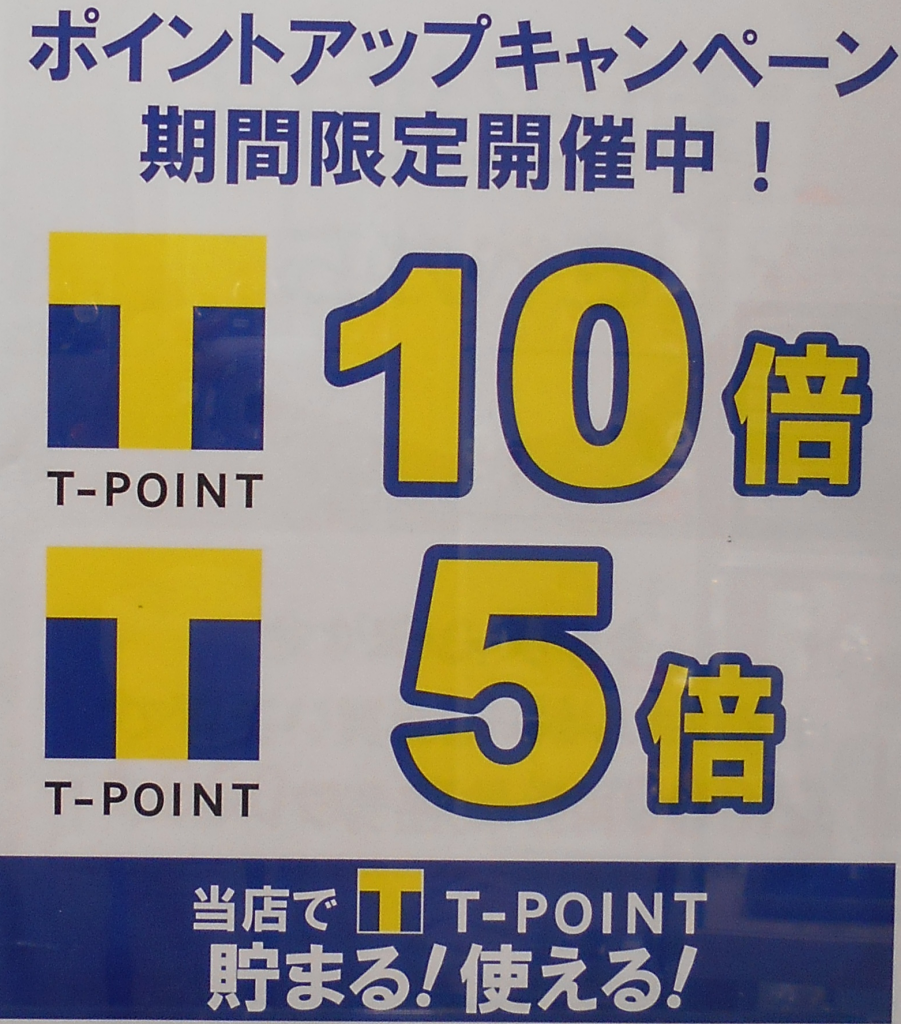 ポイントアップキャンペーン
期間限定開催中！
T 10倍
T-POINT
T 5倍
T-POINT
当店で T T-POINT
貯まる！使える！